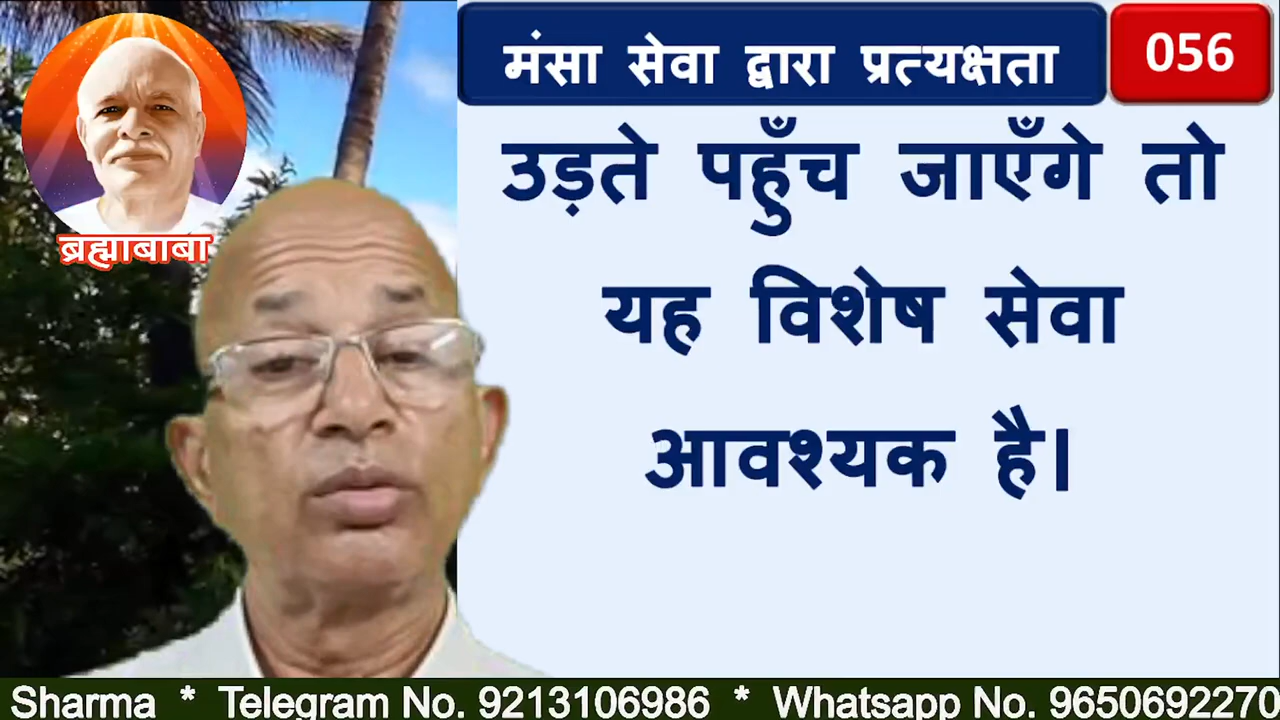 मंसा सेवा द्वारा प्रत्यक्षता
056
ब्रह्माबाबा
उड़ते पहुँच जाएँगे तो
यह विशेष सेवा
आवश्यक है।
Sharma * Telegram No. 9213106986 * Whatsapp No. 9650692270